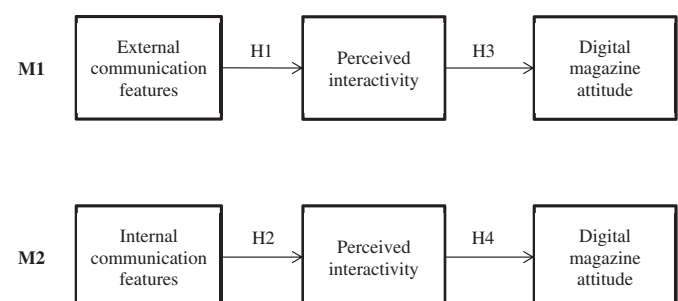 M1
External
communication
features
H1
Perceived
interactivity
H3
Digital
magazine
attitude
M2
Internal
communication
features
H2
Perceived
interactivity
H4
Digital
magazine
attitude